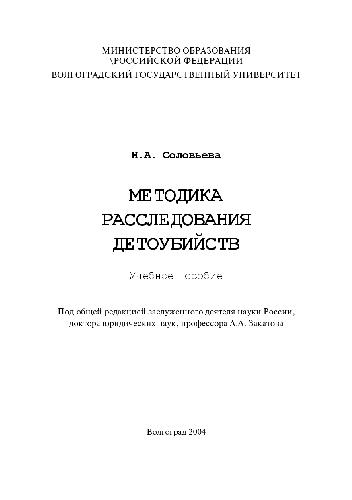 МИНИСТЕРСТВО ОБРАЗОВАНИЯ
\РОССИЙСКОЙ ФЕДЕРАЦИИ
ВОЛГОГРАДСКИЙ ГОСУДАРСТВЕННЫЙ УНИВЕРСИТЕТ
Н.А. Соловьева
МЕТОДИКА
РАССЛЕДОВАНИЯ
ДЕТОУБИЙСТВ
Учебное пособие
Под общей редакцией заслуженного деятеля науки России,
доктора юридических наук, профессора А.А. Закатова
Волгоград 2004